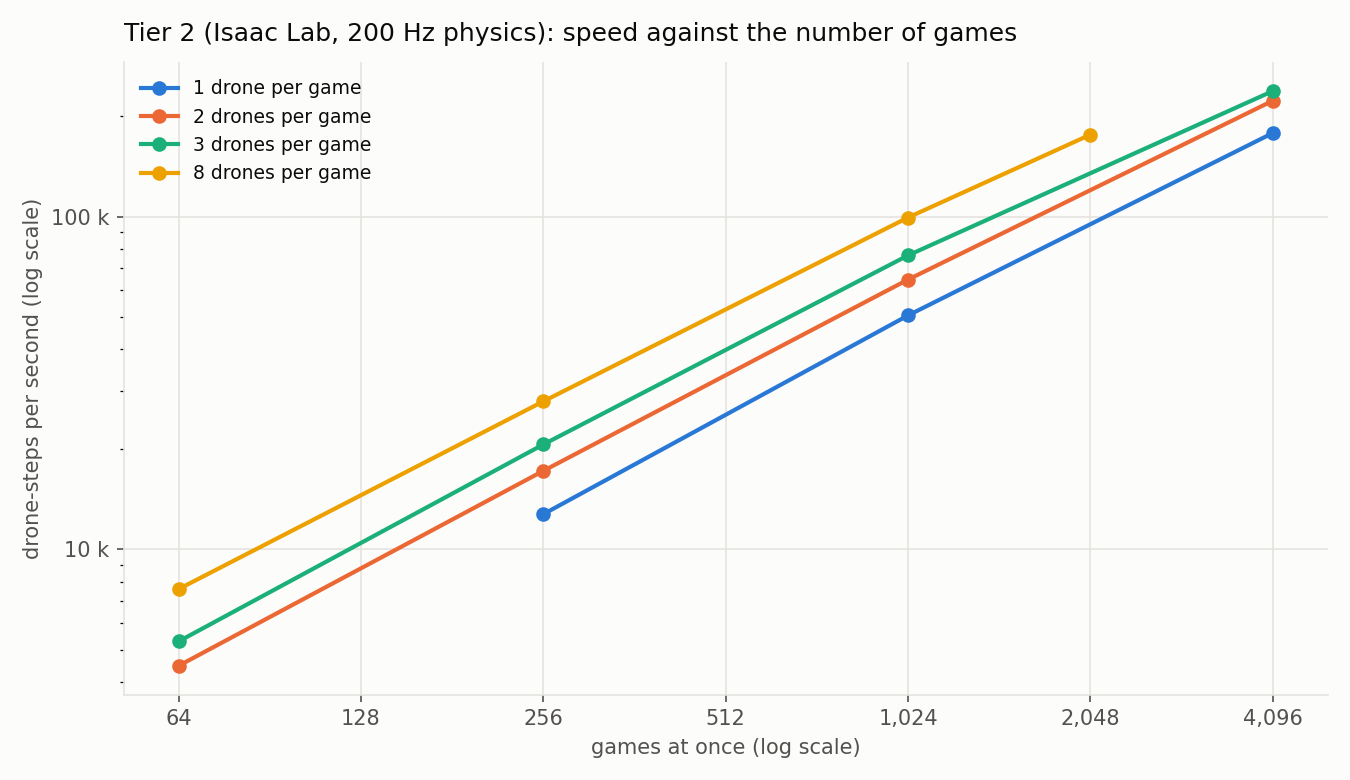 Tier 2 (Isaac Lab, 200 Hz physics): speed against the number of games
1 drone per game
2 drones per game
3 drones per game
8 drones per game
drone-steps per second (log scale)
100 k
10 k
64
128
256
512
1,024
2,048
4,096
games at once (log scale)